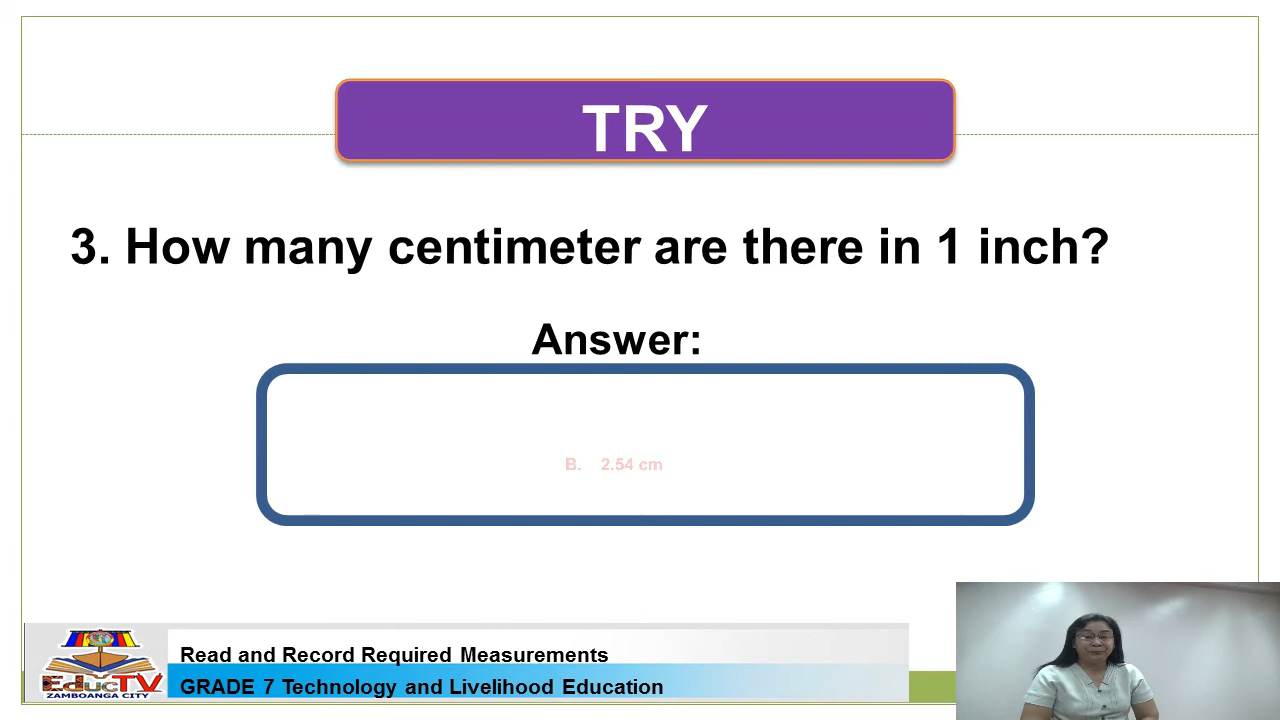 TRY
3. How many centimeter are there in 1 inch?
Answer:
B. 2.54 cm
Read and Record Required Measurements
EducTV
ZAMBOANGA CITY
GRADE 7 Technology and Livelihood Education